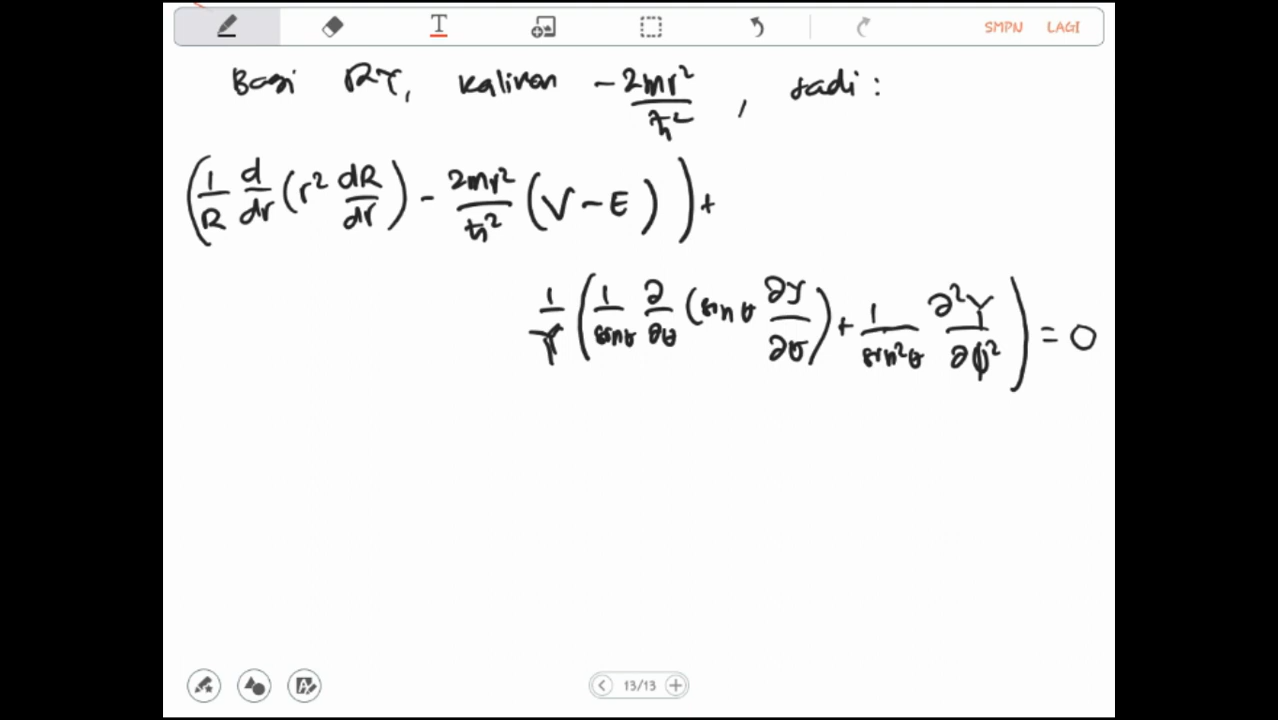 T SMPN LAGI
Bagi RY, kalikan −2mr²/ħ², Jadi :
(1/R d/dr (r² dR/dr) − 2mr²/ħ² (V − E)) +
1/Y (1/sinθ ∂/∂θ (sinθ ∂Y/∂θ) + 1/sin²θ ∂²Y/∂ϕ²) = 0
13/13